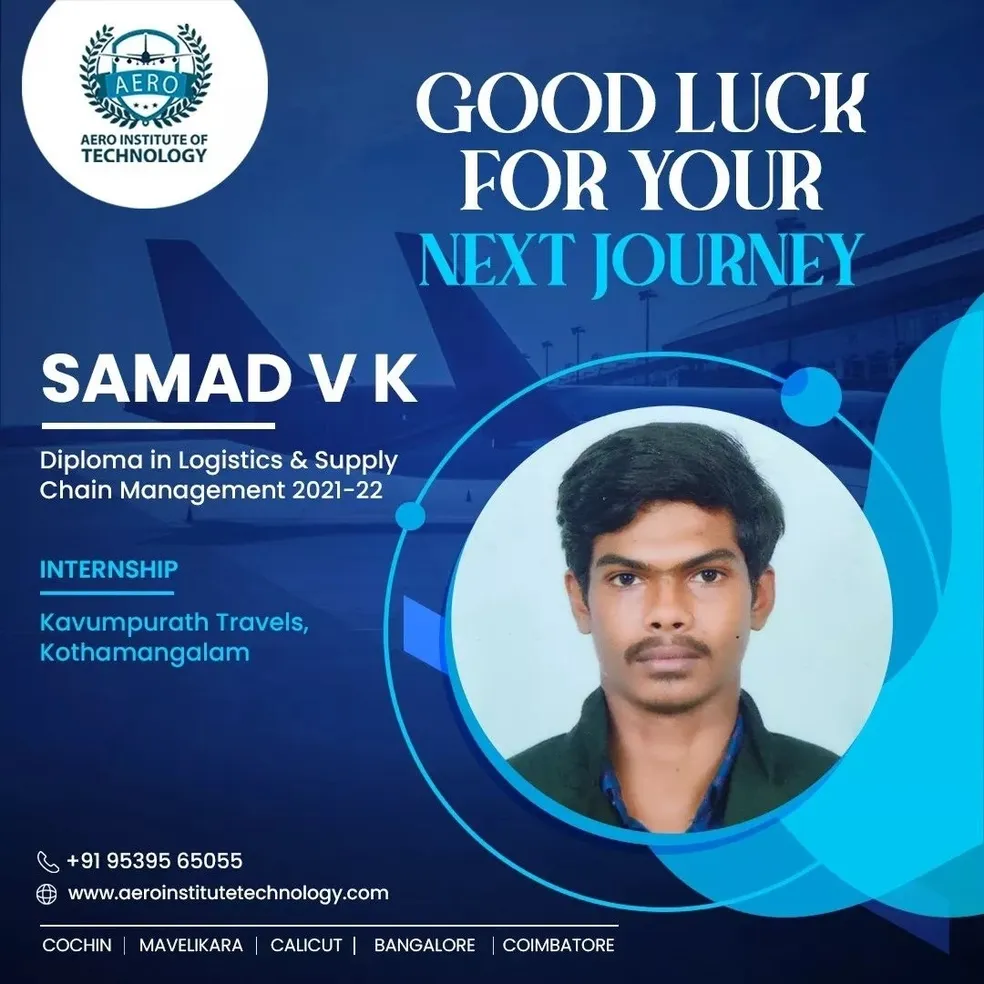 AERO
AERO INSTITUTE OF
TECHNOLOGY
GOOD LUCK
FOR YOUR
NEXT JOURNEY
SAMAD V K
Diploma in Logistics & Supply
Chain Management 2021-22
INTERNSHIP
Kavumpurath Travels,
Kothamangalam
+91 95395 65055
www.aeroinstitutetechnology.com
COCHIN | MAVELIKARA | CALICUT | BANGALORE | COIMBATORE